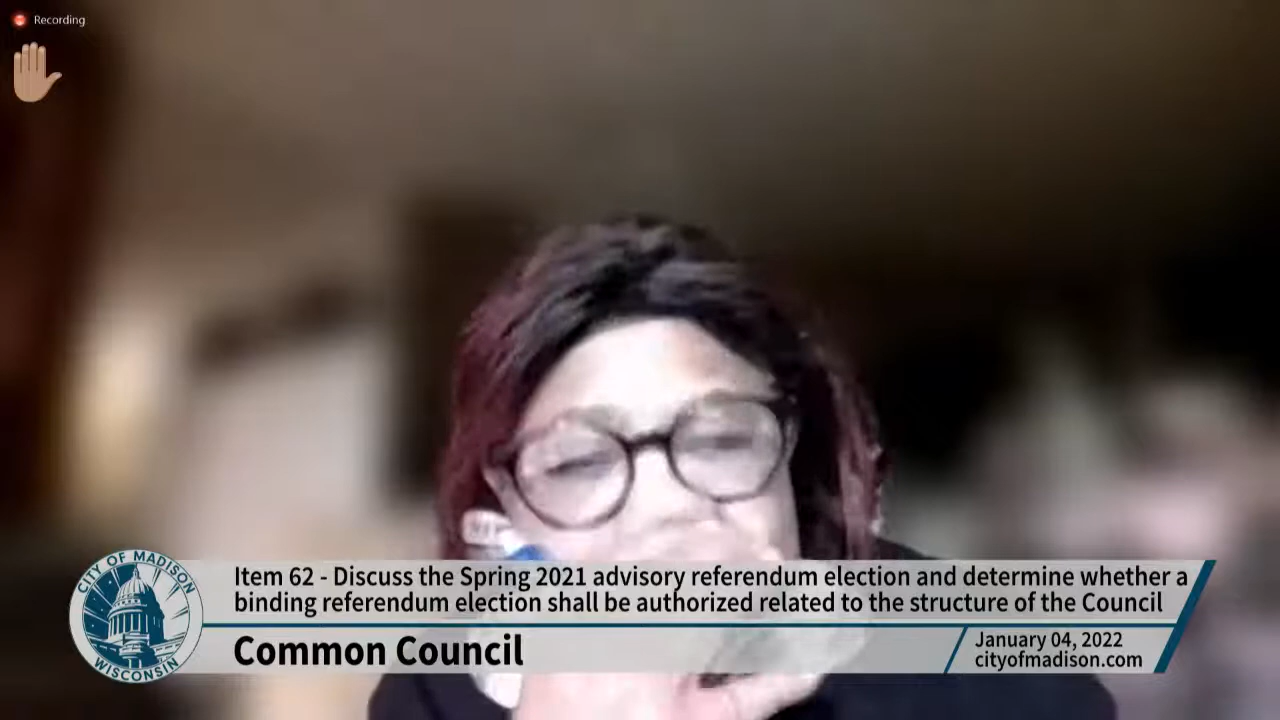 Recording
Item 62 - Discuss the Spring 2021 advisory referendum election and determine whether a
binding referendum election shall be authorized related to the structure of the Council
Common Council
January 04, 2022
cityofmadison.com
CITY OF MADISON
WISCONSIN